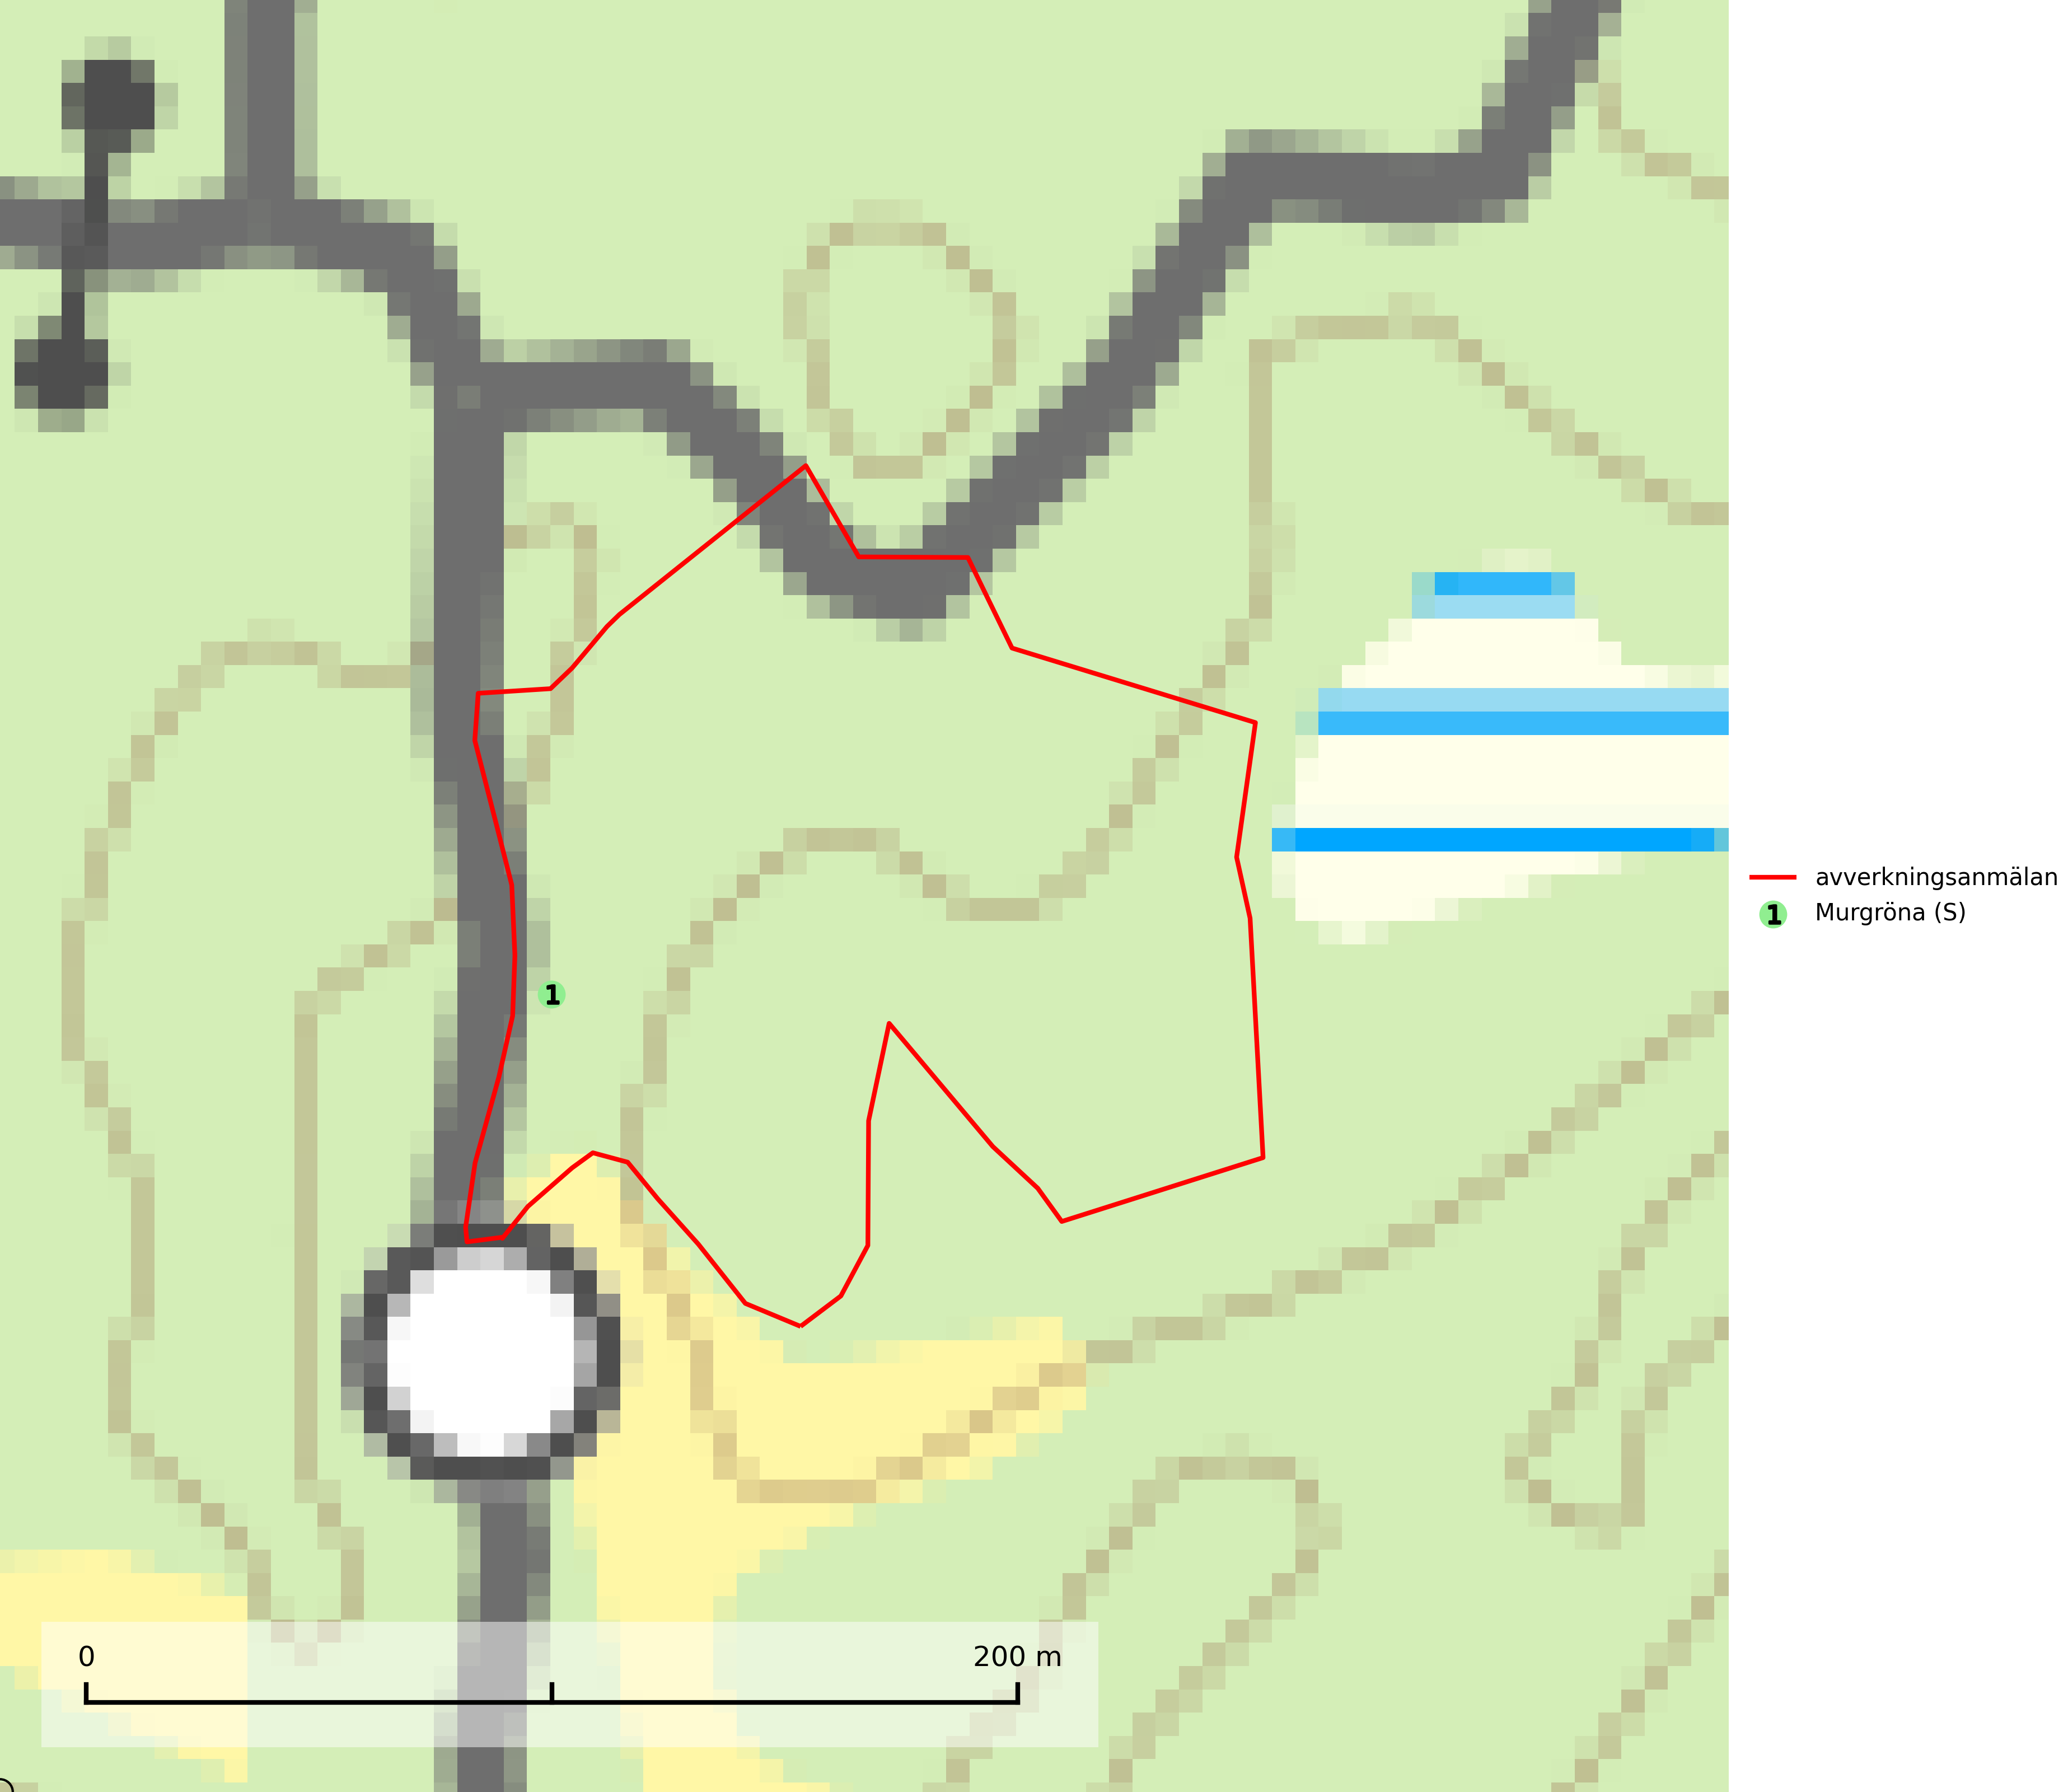 1
avverkningsanmälan
1 Murgröna (S)
0 200 m